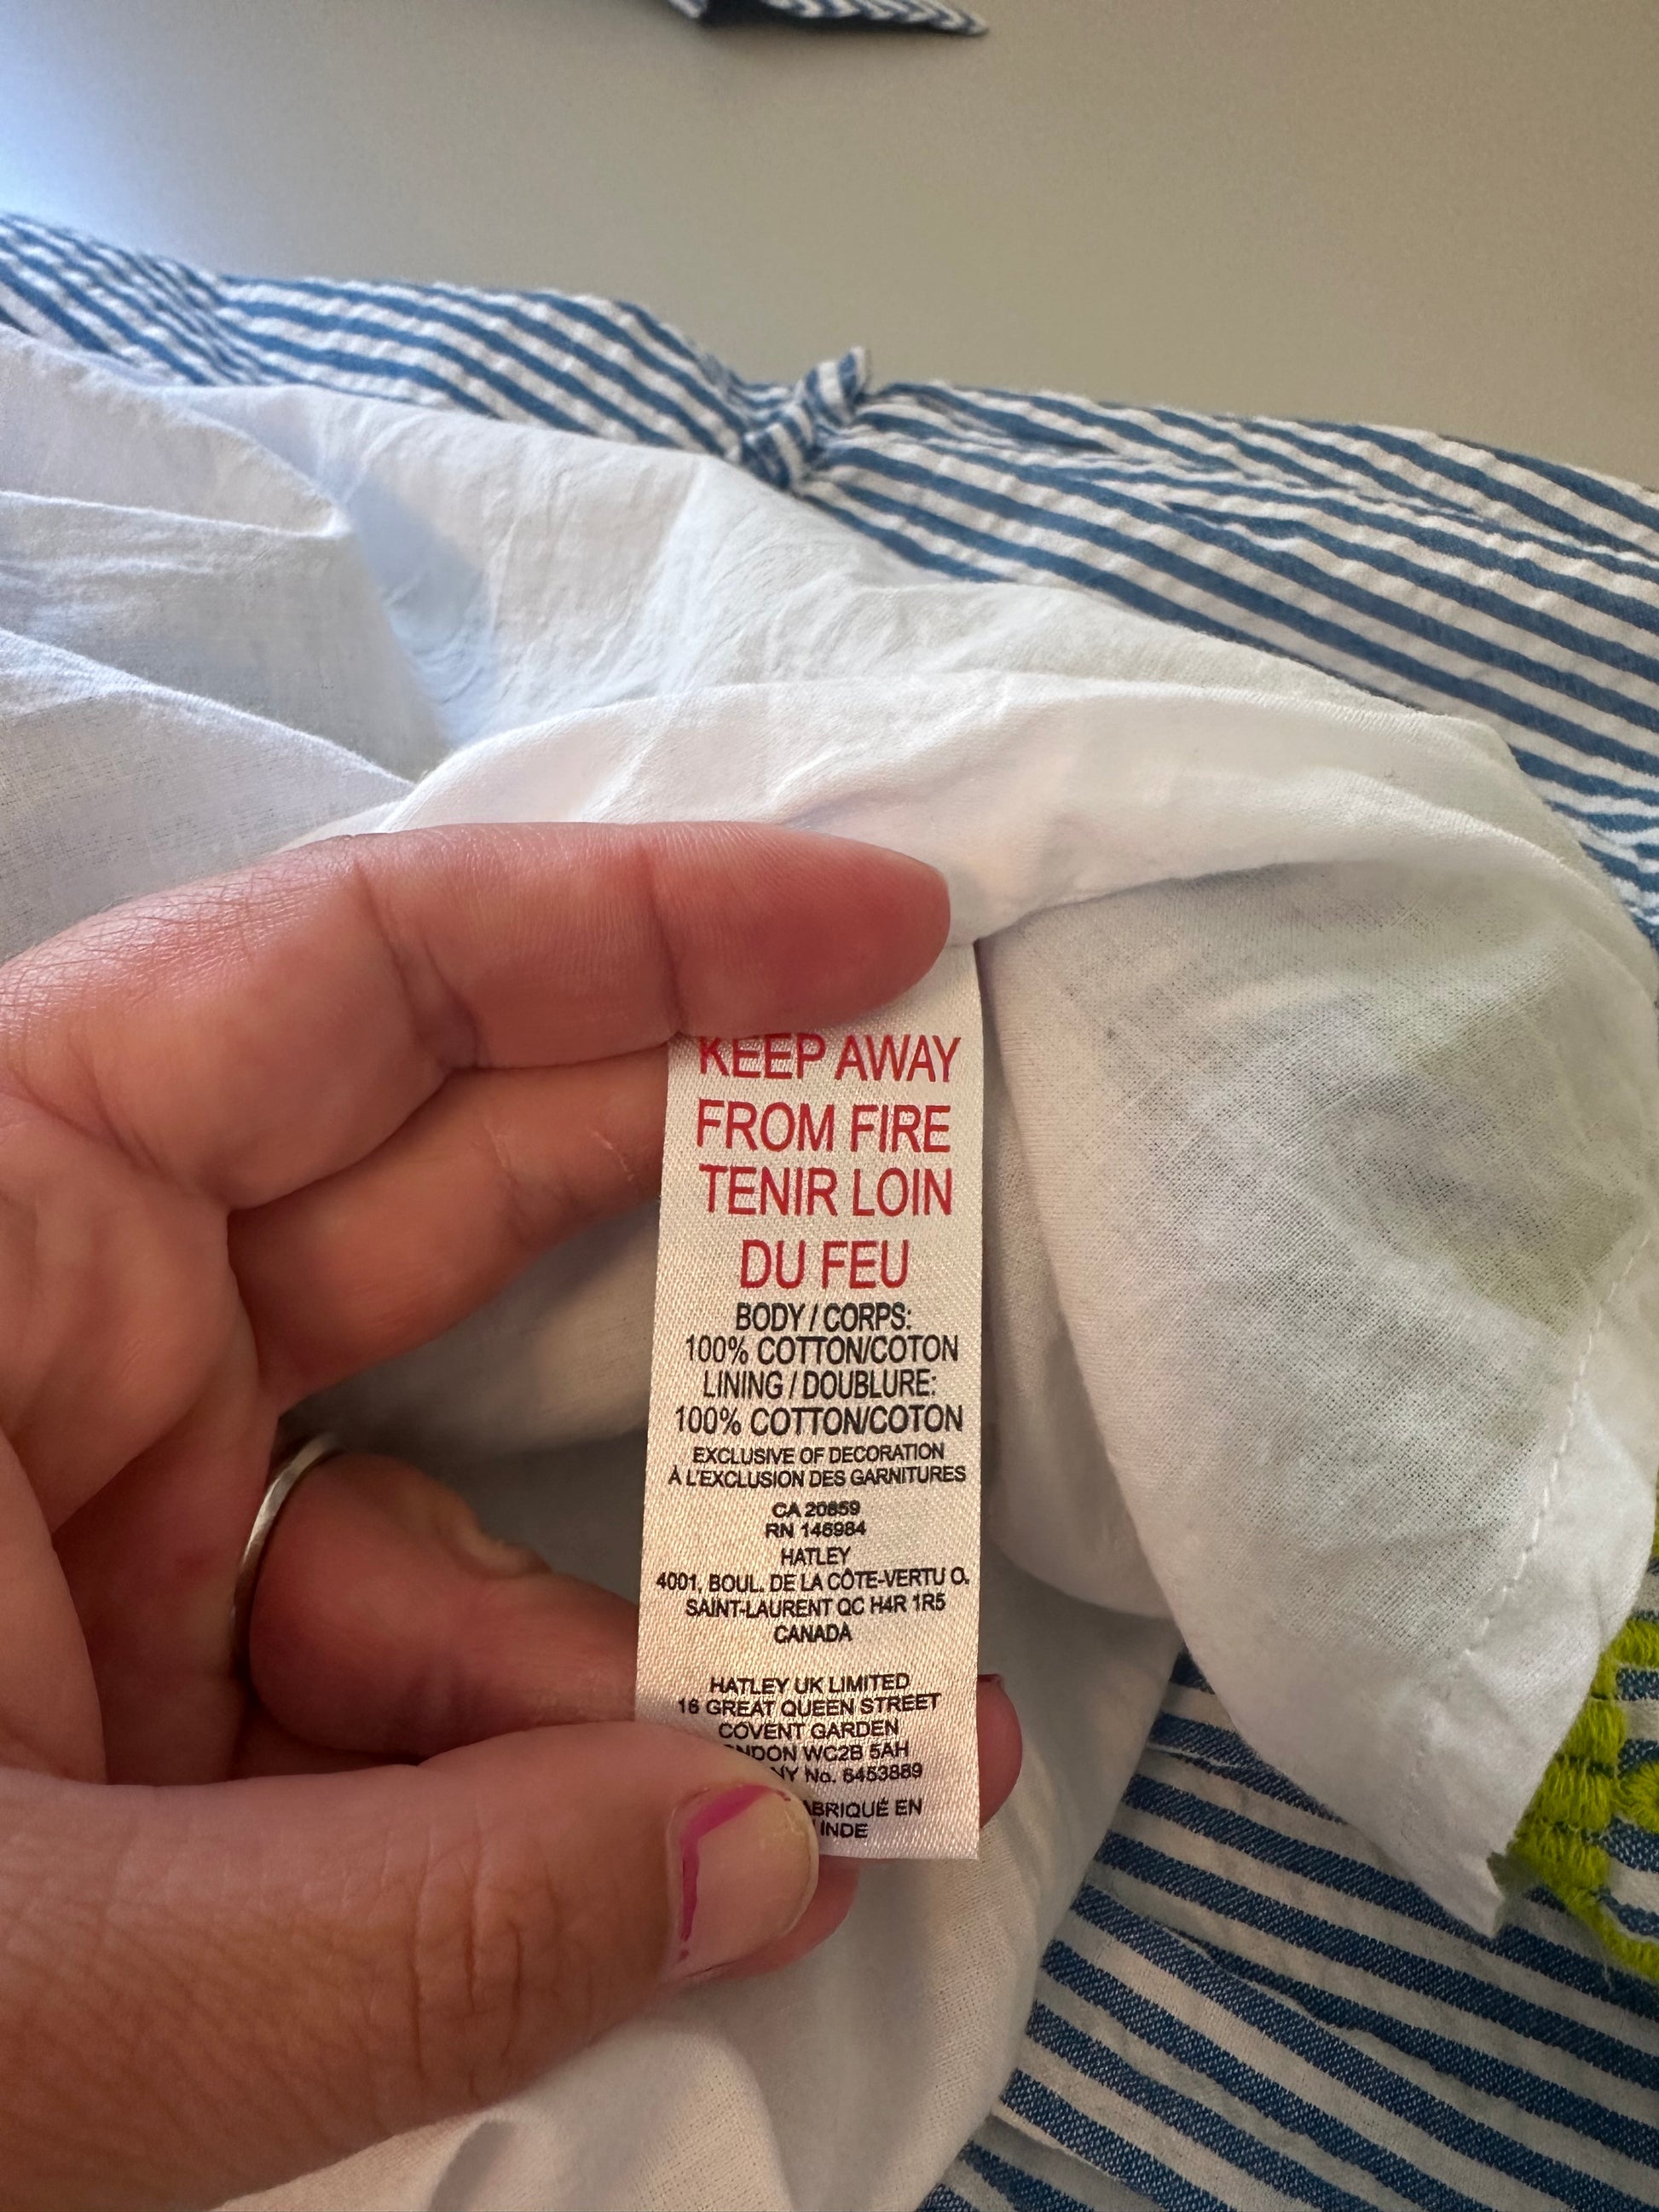 KEEP AWAY
FROM FIRE
TENIR LOIN
DU FEU
BODY / CORPS:
100% COTTON/COTON
LINING / DOUBLURE:
100% COTTON/COTON
EXCLUSIVE OF DECORATION
À L'EXCLUSION DES GARNITURES
CA 20859
RN 146984
HATLEY
4001, BOUL. DE LA CÔTE-VERTU O.
SAINT-LAURENT QC H4R 1R5
CANADA
HATLEY UK LIMITED
16 GREAT QUEEN STREET
COVENT GARDEN
WC2B 5AH
No. 6453889
EN
INDE